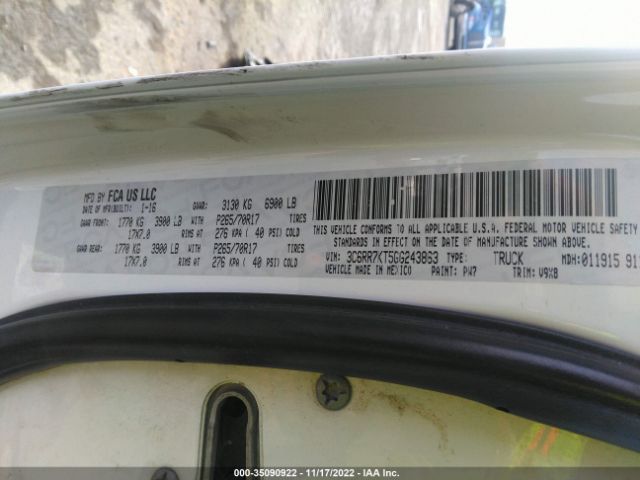 MFD BY FCA US LLC
DATE OF MFR(BUILT): 1-16 GVWR: 3130 KG 6900 LB
GAWR FRONT: 1770 KG 3900 LB WITH P265/70R17 TIRES
17X7.0 RIMS AT 276 KPA ( 40 PSI) COLD
GAWR REAR: 1770 KG 3900 LB WITH P265/70R17 TIRES
17X7.0 RIMS AT 276 KPA ( 40 PSI) COLD
THIS VEHICLE CONFORMS TO ALL APPLICABLE U.S.A. FEDERAL MOTOR VEHICLE SAFETY
STANDARDS IN EFFECT ON THE DATE OF MANUFACTURE SHOWN ABOVE.
VIN: 3C6RR7KT5GG243863 TYPE: TRUCK MDH: 011915 911
MADE IN MEXICO PAINT: PW7 TRIM: V9X8
000-35090922 - 11/17/2022 - IAA Inc.